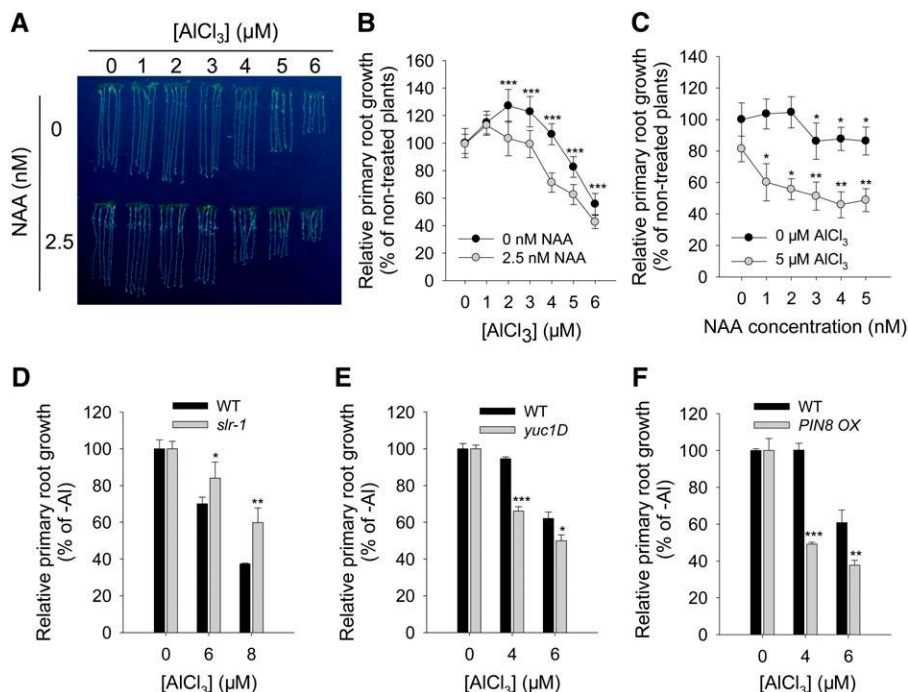 A
[AlCl₃] (µM)
0 1 2 3 4 5 6
NAA (nM)
0
2.5
B
Relative primary root growth
(% of non-treated plants)
160
140
120
100
80
60
40
20
0
***
***
***
***
***
0 nM NAA
2.5 nM NAA
0 1 2 3 4 5 6
[AlCl3] (µM)
C
Relative primary root growth
(% of non-treated plants)
140
120
100
80
60
40
20
0
* * *
* * ** ** **
0 µM AlCl₃
5 µM AlCl₃
0 1 2 3 4 5
NAA concentration (nM)
D
Relative primary root growth
(% of -Al)
120
100
80
60
40
20
0
WT
slr-1
*
**
0 6 8
[AlCl₃] (µM)
E
Relative primary root growth
(% of -Al)
120
100
80
60
40
20
0
WT
yuc1D
***
*
0 4 6
[AlCl₃] (µM)
F
Relative primary root growth
(% of -Al)
120
100
80
60
40
20
0
WT
PIN8 OX
***
**
0 4 6
[AlCl₃] (µM)